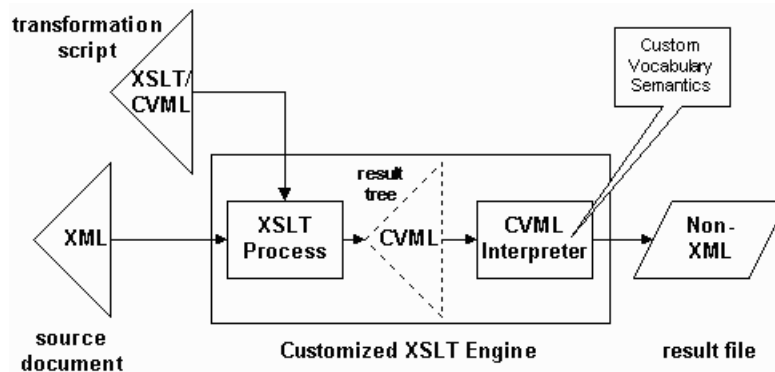 transformation
script
XSLT/
CVML
Custom
Vocabulary
Semantics
result
tree
XML
XSLT
Process
CVML
CVML
Interpreter
Non-
XML
source
document
Customized XSLT Engine
result file